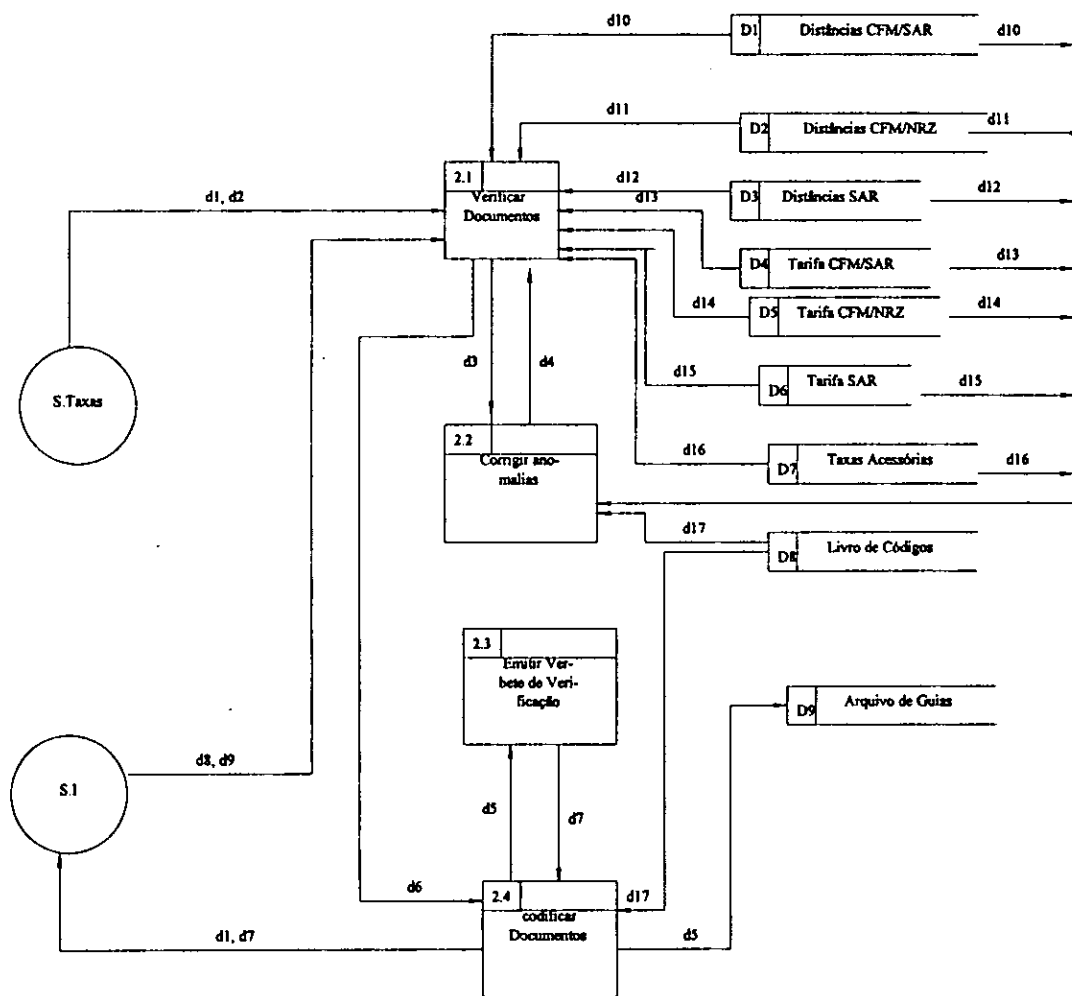 d10
D1 Distâncias CFM/SAR
d10
d11
D2 Distâncias CFM/NRZ
d11
2.1
Verificar
Documentos
d1, d2
d12
D3 Distâncias SAR
d12
d13
D4 Tarifa CFM/SAR
d13
d14
D5 Tarifa CFM/NRZ
d14
d3
d4
d15
D6 Tarifa SAR
d15
S.Taxas
2.2
Corrigir ano-
malias
d16
D7 Taxas Acessórias
d16
d17
D8 Livro de Códigos
2.3
Emitir Ver-
bete de Veri-
ficação
D9 Arquivo de Guias
d8, d9
S.I
d5
d7
d6
2.4
codificar
Documentos
d17
d1, d7
d5